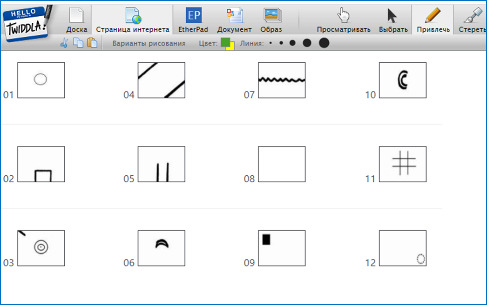 HELLO
TWIDDLA!
Доска
Страница интернета
EtherPad
Документ
Образ
Просматривать
Выбрать
Привлечь
Стереть
Варианты рисования
Цвет:
Линия:
01
04
07
10
02
05
08
11
03
06
09
12